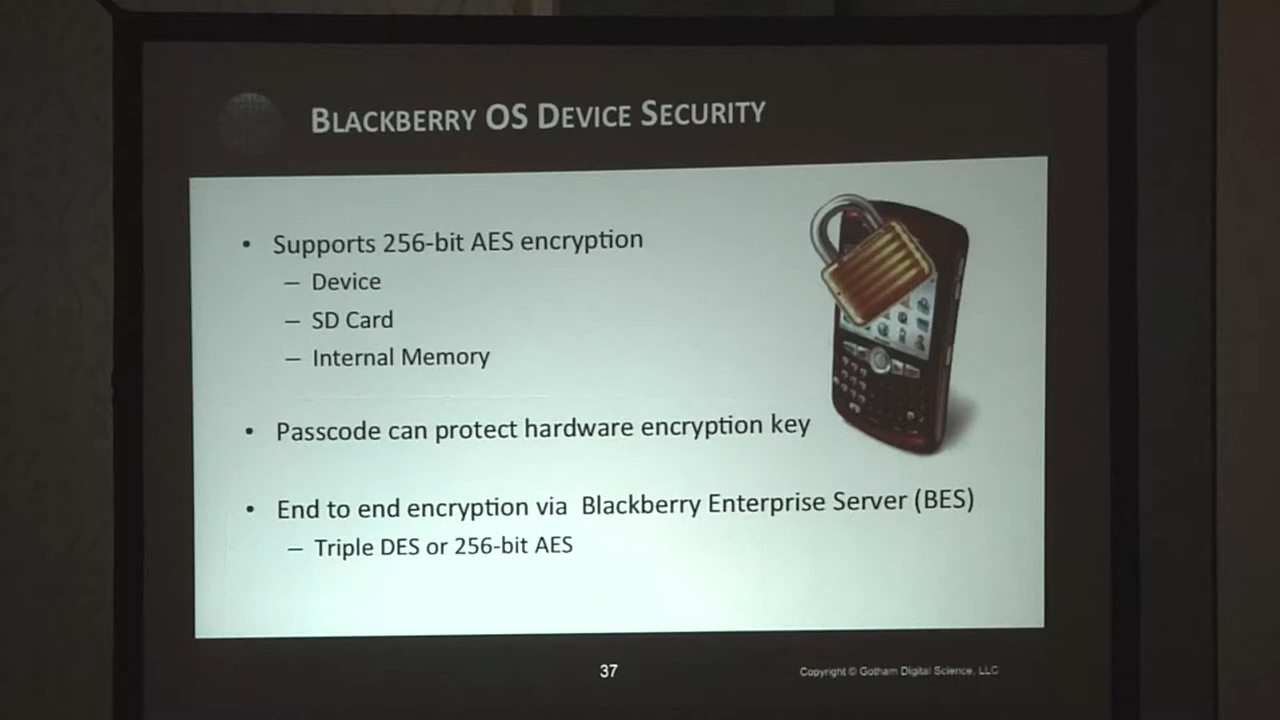 BLACKBERRY OS DEVICE SECURITY
• Supports 256-bit AES encryption
– Device
– SD Card
– Internal Memory
• Passcode can protect hardware encryption key
• End to end encryption via Blackberry Enterprise Server (BES)
– Triple DES or 256-bit AES
37
Copyright © Gotham Digital Science, LLC